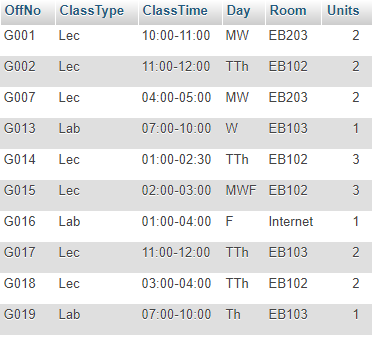 OffNo ClassType ClassTime Day Room Units
G001 Lec 10:00-11:00 MW EB203 2
G002 Lec 11:00-12:00 TTh EB102 2
G007 Lec 04:00-05:00 MW EB203 2
G013 Lab 07:00-10:00 W EB103 1
G014 Lec 01:00-02:30 TTh EB102 3
G015 Lec 02:00-03:00 MWF EB102 3
G016 Lab 01:00-04:00 F Internet 1
G017 Lec 11:00-12:00 TTh EB103 2
G018 Lec 03:00-04:00 TTh EB102 2
G019 Lab 07:00-10:00 Th EB103 1